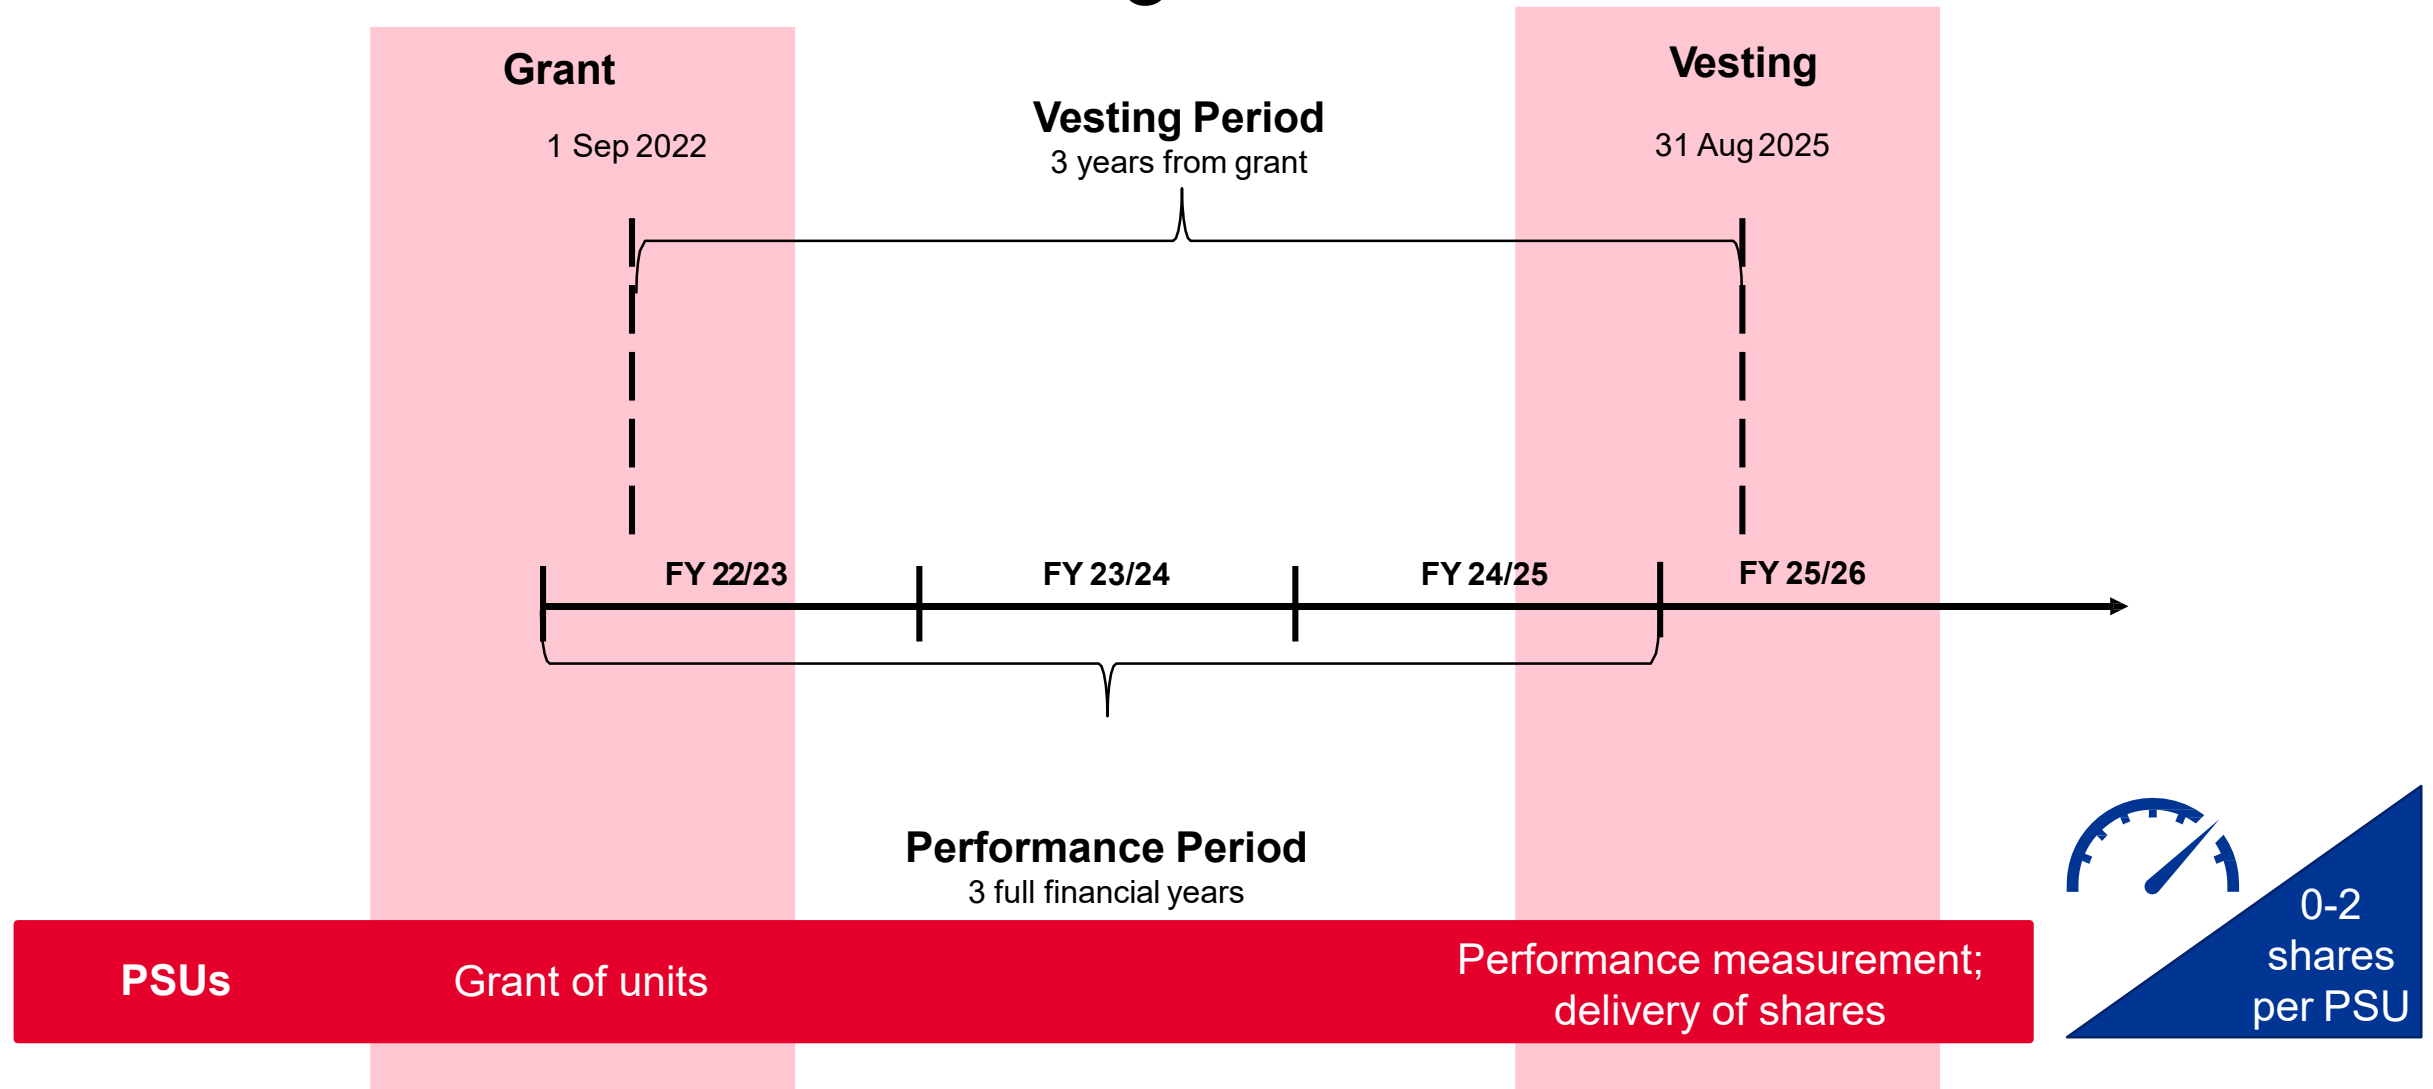 Grant
1 Sep 2022
Vesting Period
3 years from grant
Vesting
31 Aug 2025
FY 22/23
FY 23/24
FY 24/25
FY 25/26
Performance Period
3 full financial years
PSUs
Grant of units
Performance measurement;
delivery of shares
0-2
shares
per PSU